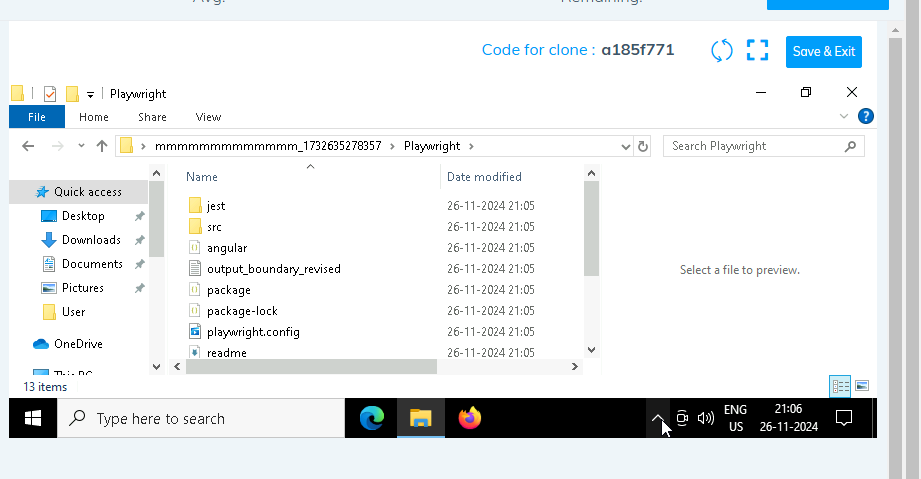 Avg.
Remaining.
Code for clone : a185f771
Save & Exit
Playwright
File Home Share View
mmmmmmmmmmmmmm_1732635278357 > Playwright >
Search Playwright
Name Date modified
Quick access
Desktop
Downloads
Documents
Pictures
User
OneDrive
This PC
jest 26-11-2024 21:05
src 26-11-2024 21:05
angular 26-11-2024 21:05
output_boundary_revised 26-11-2024 21:05
package 26-11-2024 21:05
package-lock 26-11-2024 21:05
playwright.config 26-11-2024 21:05
readme 26-11-2024 21:05
Select a file to preview.
13 items
Type here to search
ENG
US
21:06
26-11-2024